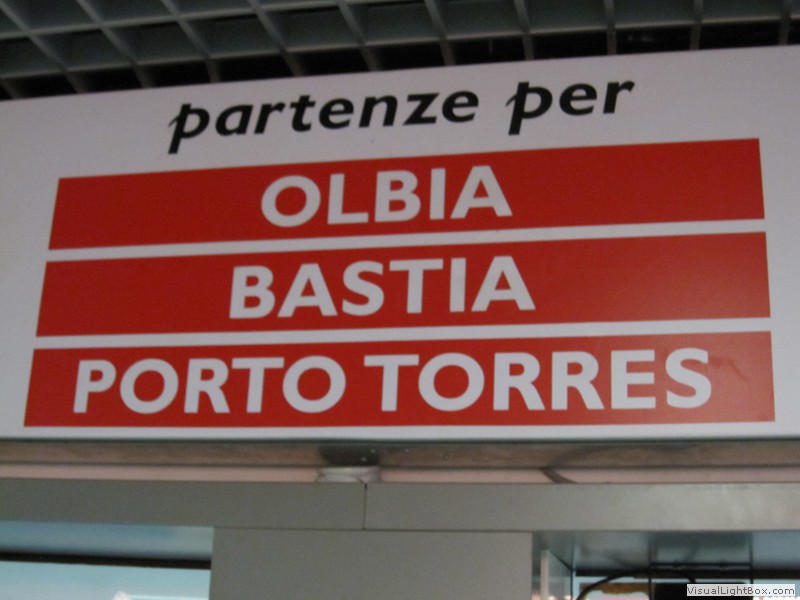 partenze per
OLBIA
BASTIA
PORTO TORRES
VisualLightBox.com